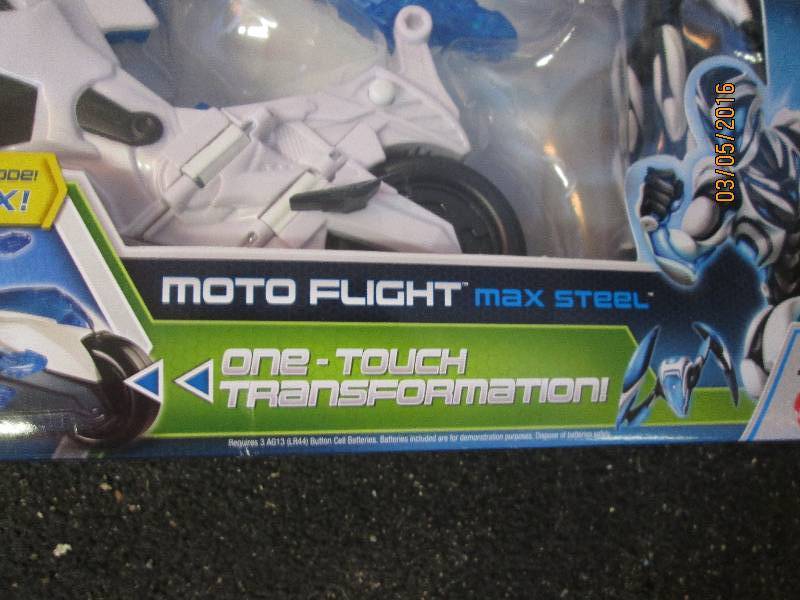 ODE!
X!
03/05/2016
MOTO FLIGHT™ MAX STEEL™
ONE-TOUCH
TRANSFORMATION!
Requires 3 AG13 (LR44) Button Cell Batteries. Batteries included are for demonstration purposes. Dispose of batteries safely.